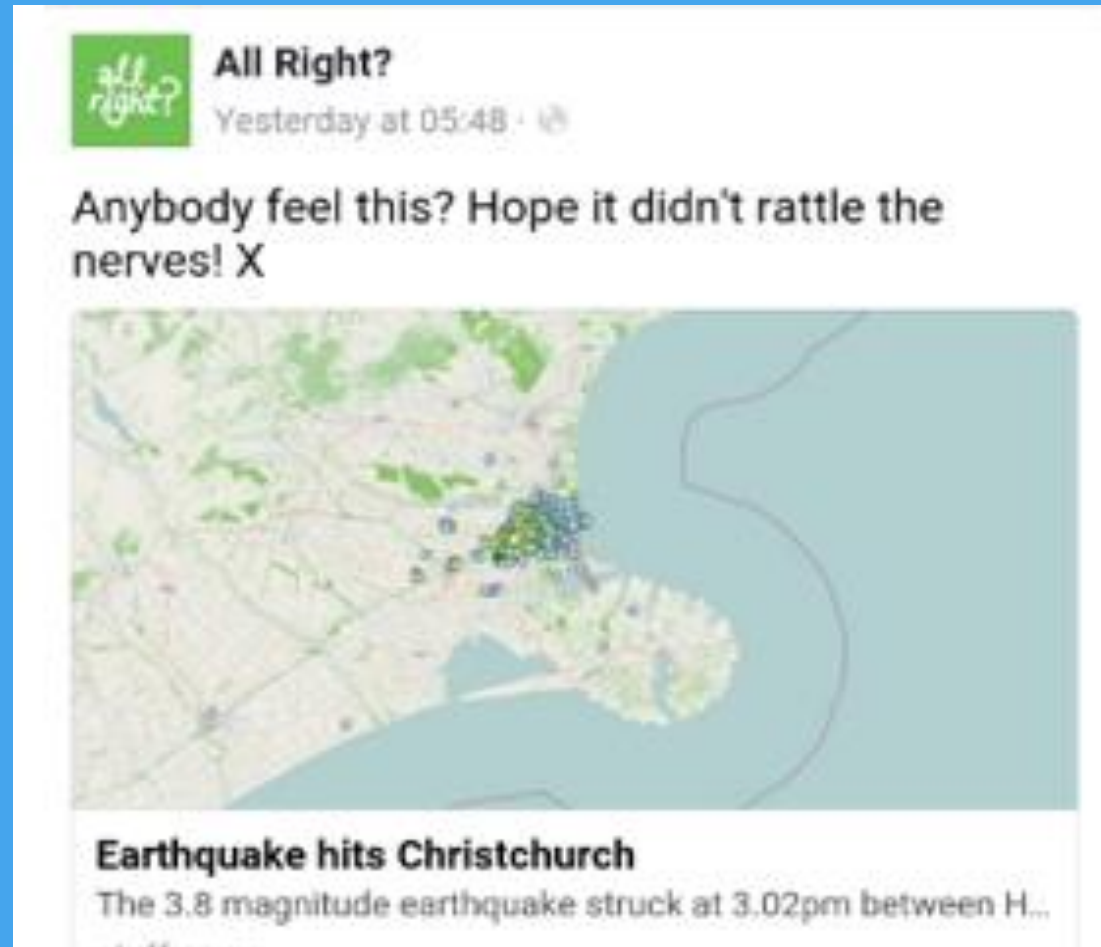 all
right?
All Right?
Yesterday at 05:48 ·
Anybody feel this? Hope it didn't rattle the
nerves! X
Earthquake hits Christchurch
The 3.8 magnitude earthquake struck at 3.02pm between H...